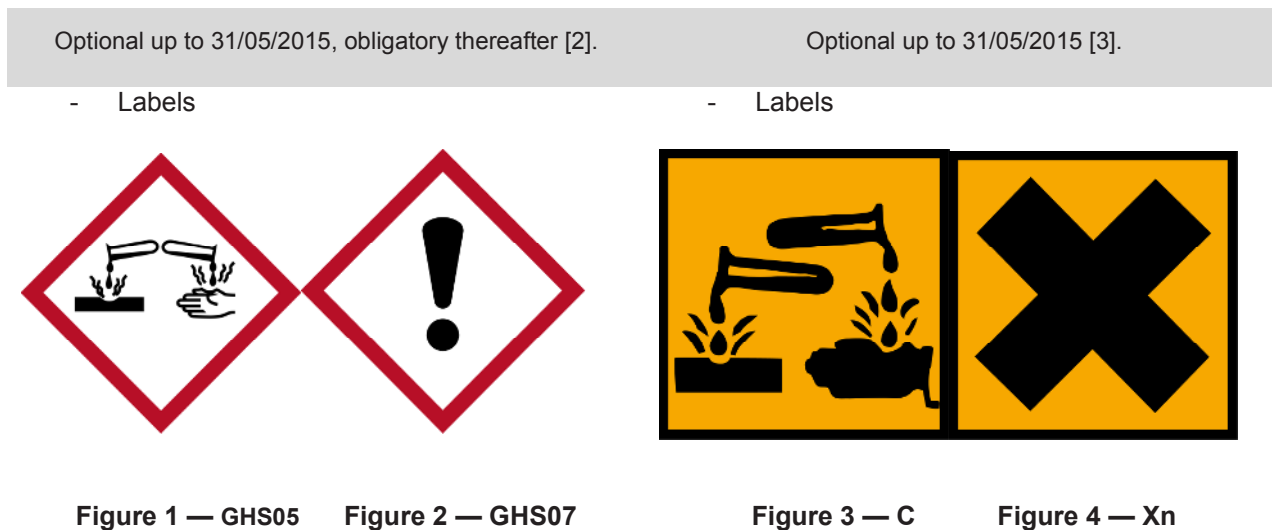 Optional up to 31/05/2015, obligatory thereafter [2].
Optional up to 31/05/2015 [3].
- Labels
- Labels
Figure 1 — GHS05
Figure 2 — GHS07
Figure 3 — C
Figure 4 — Xn